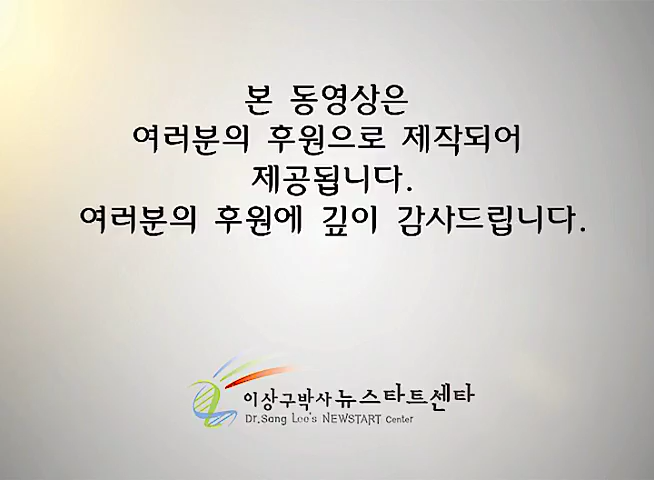 본 동영상은
여러분의 후원으로 제작되어
제공됩니다.
여러분의 후원에 깊이 감사드립니다.
이상구박사 뉴스타트센타
Dr.Sang Lee's NEWSTART Center